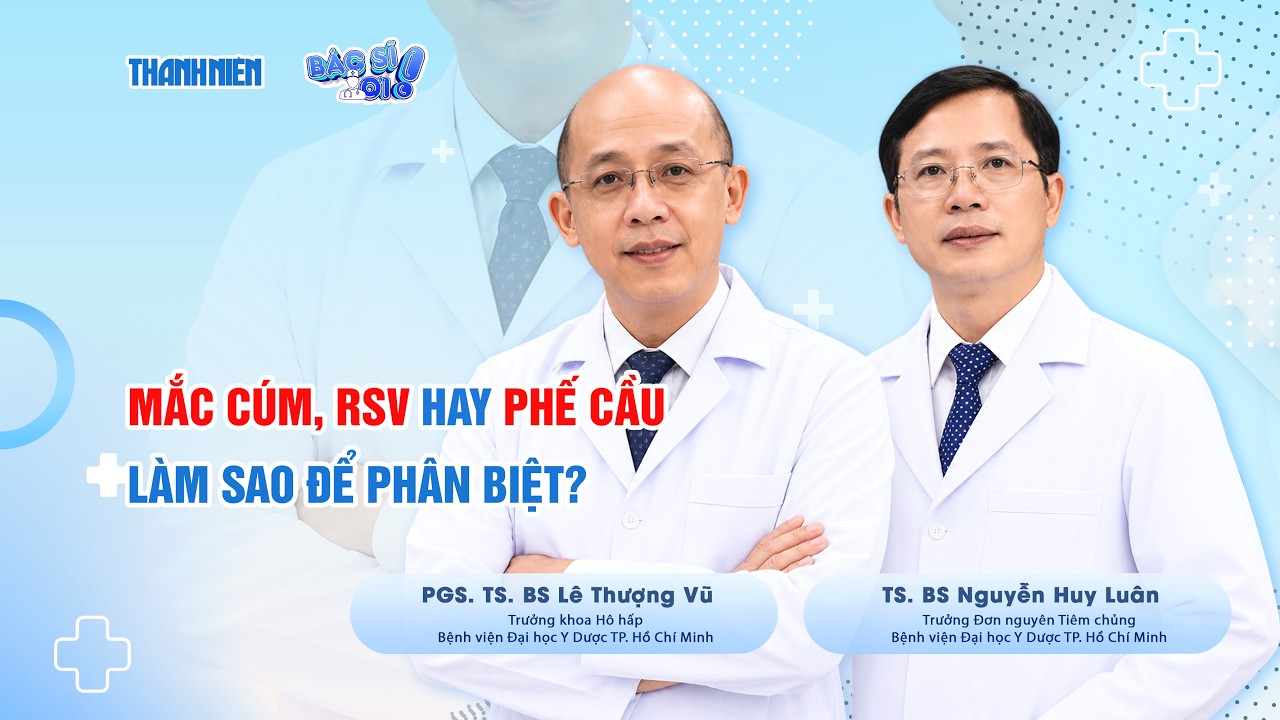 THANHNIÊN
BÁC SĨ ƠI!
MẮC CÚM, RSV HAY PHẾ CẦU
LÀM SAO ĐỂ PHÂN BIỆT?
PGS. TS. BS Lê Thượng Vũ
Trưởng khoa Hô hấp
Bệnh viện Đại học Y Dược TP. Hồ Chí Minh
TS. BS Nguyễn Huy Luân
Trưởng Đơn nguyên Tiêm chủng
Bệnh viện Đại học Y Dược TP. Hồ Chí Minh